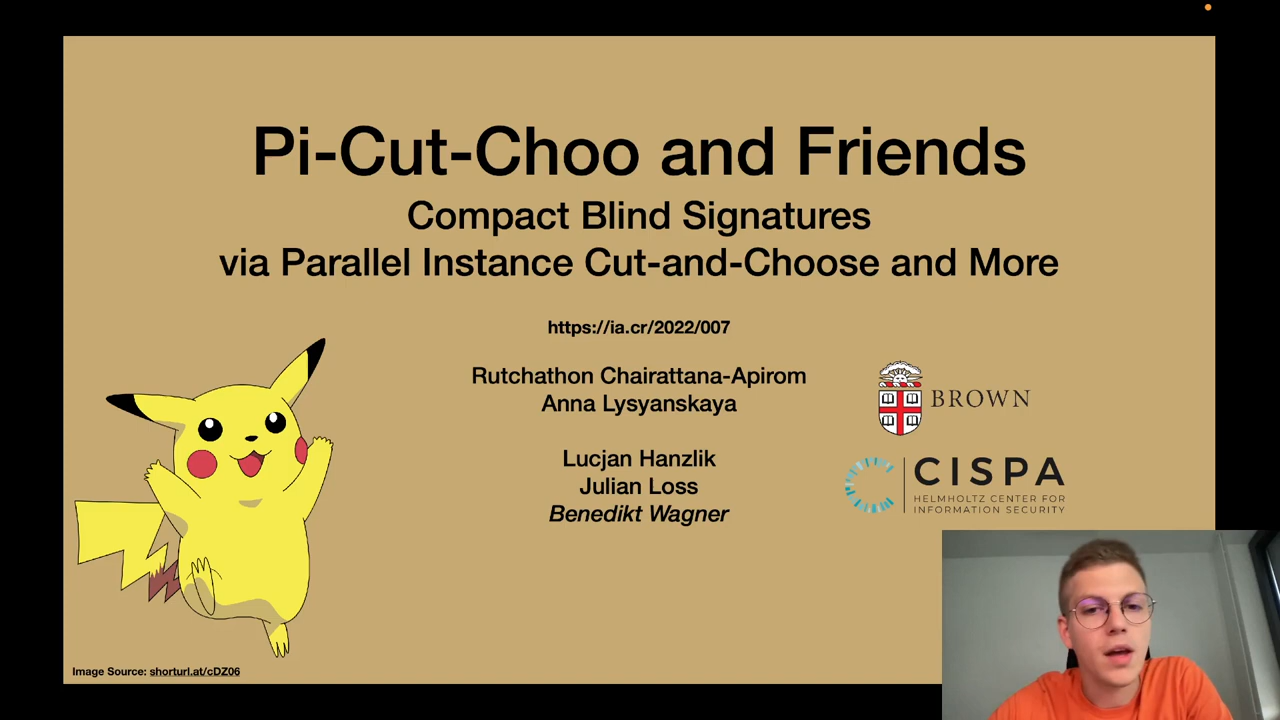 Pi-Cut-Choo and Friends
Compact Blind Signatures
via Parallel Instance Cut-and-Choose and More
https://ia.cr/2022/007
Rutchathon Chairattana-Apirom
Anna Lysyanskaya
BROWN
Lucjan Hanzlik
Julian Loss
Benedikt Wagner
CISPA
HELMHOLTZ CENTER FOR
INFORMATION SECURITY
Image Source: shorturl.at/cDZ06